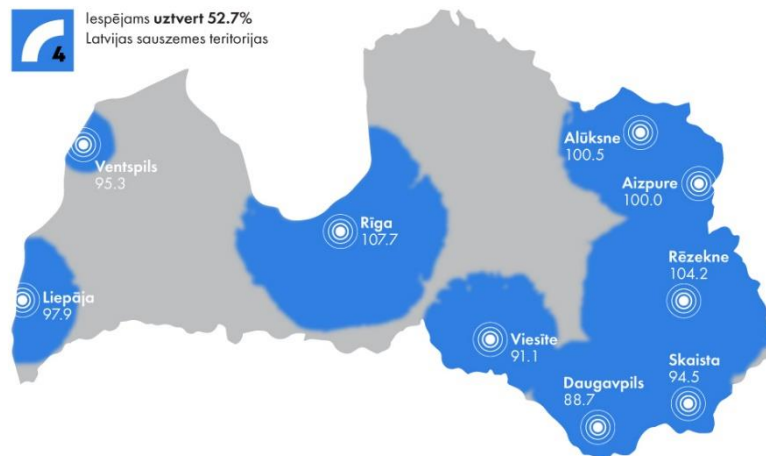 4
Iespējams uztvert 52.7%
Latvijas sauszemes teritorijas
Alūksne
100.5
Ventspils
95.3
Aizpure
100.0
Rīga
107.7
Rēzekne
104.2
Liepāja
97.9
Viesīte
91.1
Skaista
94.5
Daugavpils
88.7